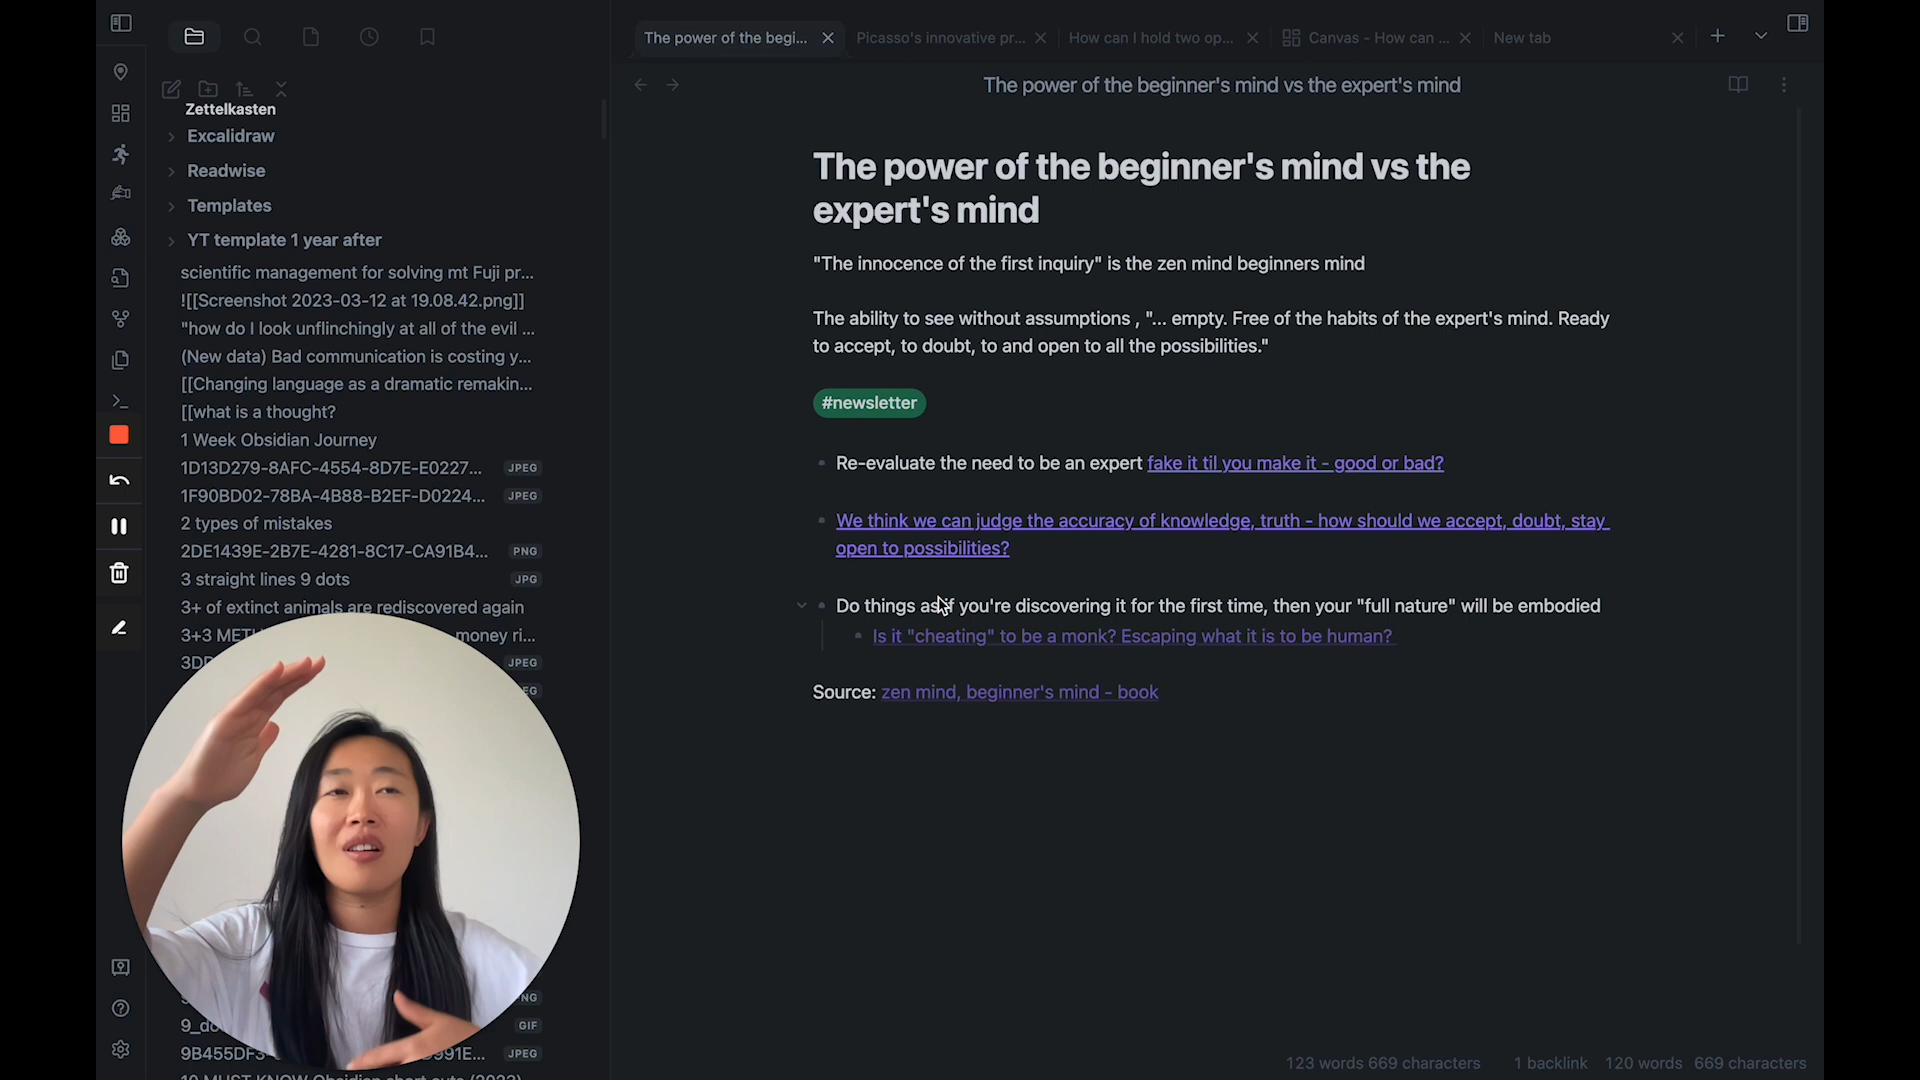 The power of the begi...
Picasso's innovative pr...
How can I hold two op...
Canvas - How can ...
New tab
The power of the beginner's mind vs the expert's mind
Zettelkasten
Excalidraw
Readwise
Templates
YT template 1 year after
scientific management for solving mt Fuji pr...
![[Screenshot 2023-03-12 at 19.08.42.png]]
"how do I look unflinchingly at all of the evil ...
(New data) Bad communication is costing y...
[[Changing language as a dramatic remakin...
[[what is a thought?
1 Week Obsidian Journey
1D13D279-8AFC-4554-8D7E-E0227... JPEG
1F90BD02-78BA-4B88-B2EF-D0224... JPEG
2 types of mistakes
2DE1439E-2B7E-4281-8C17-CA91B4... PNG
3 straight lines 9 dots JPG
3+ of extinct animals are rediscovered again
3+3 METH money ri...
JPEG
GIF
JPEG
The power of the beginner's mind vs the
expert's mind
"The innocence of the first inquiry" is the zen mind beginners mind
The ability to see without assumptions , "... empty. Free of the habits of the expert's mind. Ready
to accept, to doubt, to and open to all the possibilities."
#newsletter
Re-evaluate the need to be an expert fake it til you make it - good or bad?
We think we can judge the accuracy of knowledge, truth - how should we accept, doubt, stay
open to possibilities?
Do things as if you're discovering it for the first time, then your "full nature" will be embodied
Is it "cheating" to be a monk? Escaping what it is to be human?
Source: zen mind, beginner's mind - book
123 words 669 characters 1 backlink 120 words 669 characters